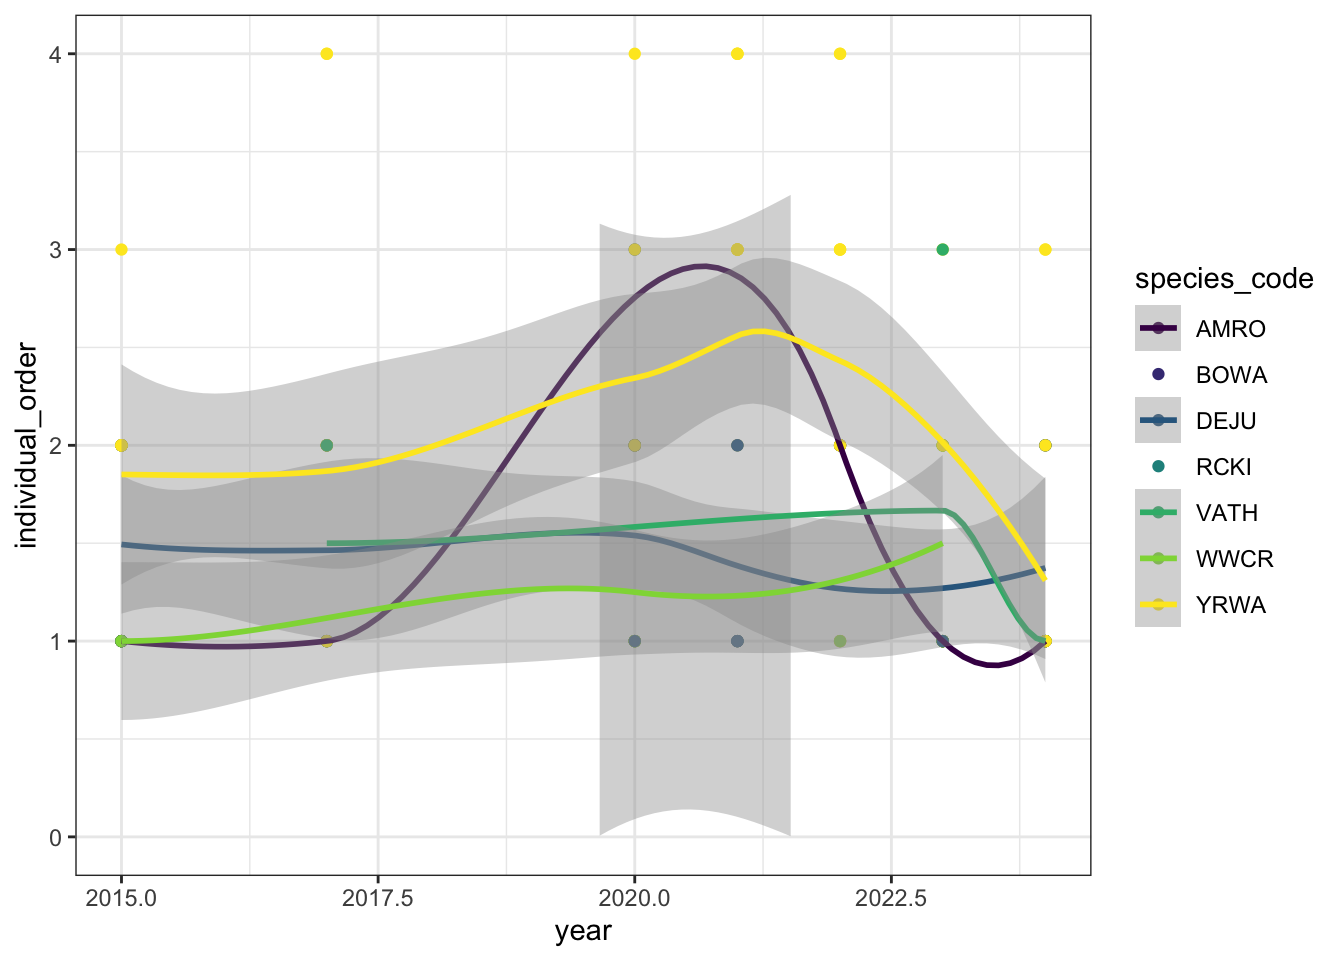 4
3
2
1
0
individual_order
2015.0 2017.5 2020.0 2022.5
year
species_code
AMRO
BOWA
DEJU
RCKI
VATH
WWCR
YRWA